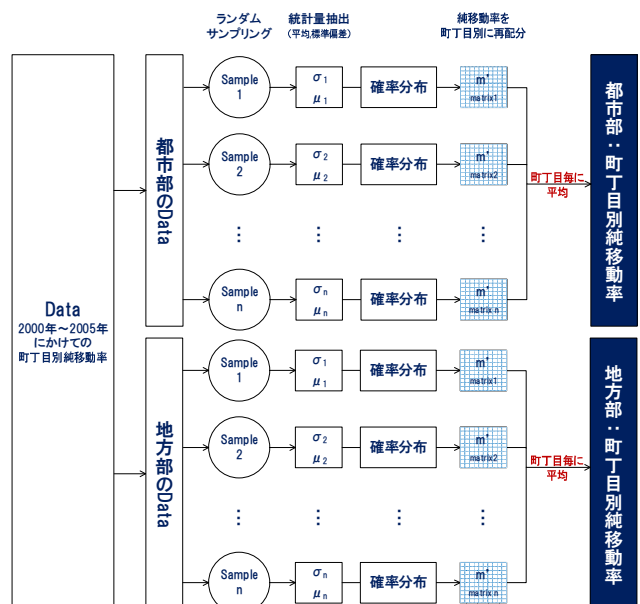 ランダム
サンプリング
統計量抽出
(平均,標準偏差)
純移動率を
町丁目別に再配分
Data
2000年～2005年
にかけての
町丁目別純移動率
都市部のData
Sample
1
σ1
μ1
確率分布
m*
matrix1
Sample
2
σ2
μ2
確率分布
m*
matrix2
…
…
…
…
Sample
n
σn
μn
確率分布
m*
matrix n
町丁目毎に
平均
都市部：町丁目別純移動率
地方部のData
Sample
1
σ1
μ1
確率分布
m*
matrix1
Sample
2
σ2
μ2
確率分布
m*
matrix2
…
…
…
…
Sample
n
σn
μn
確率分布
m*
matrix n
町丁目毎に
平均
地方部：町丁目別純移動率